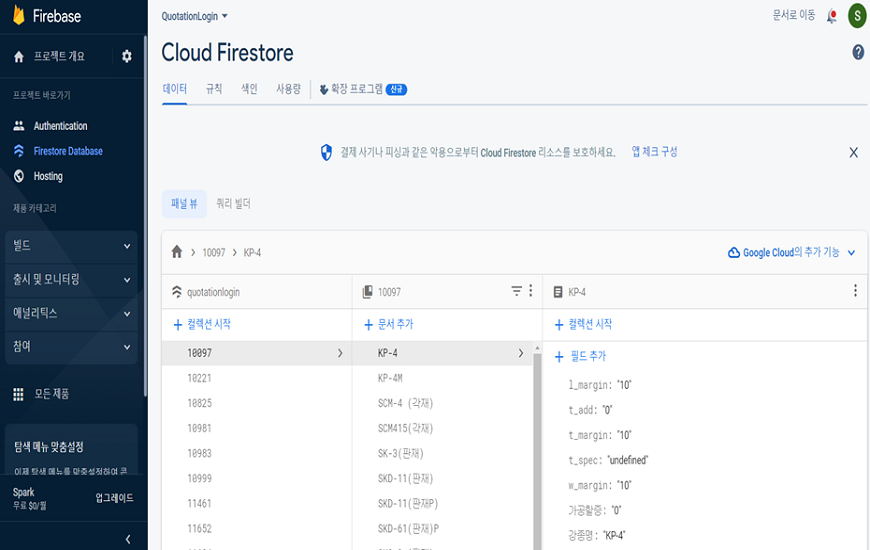 Firebase
QuotationLogin
문서로 이동
S
프로젝트 개요
Cloud Firestore
프로젝트 바로가기
데이터 규칙 색인 사용량 확장 프로그램 신규
Authentication
Firestore Database
Hosting
결제 사기나 피싱과 같은 악용으로부터 Cloud Firestore 리소스를 보호하세요. 앱 체크 구성
제품 카테고리
패널 뷰 쿼리 빌더
빌드
출시 및 모니터링
애널리틱스
참여
모든 제품
탐색 메뉴 맞춤설정
이제 탐색 메뉴를 맞춤설정하여 콘
Spark
무료 $0/월
업그레이드
10097 > KP-4
Google Cloud의 추가 기능
quotationlogin
+ 컬렉션 시작
10097
10221
10825
10981
10983
10999
11461
11652
10097
+ 문서 추가
KP-4
KP-4M
SCM-4 (각재)
SCM415(각재)
SK-3(판재)
SKD-11(판재)
SKD-11(판재P)
SKD-61(판재)P
KP-4
+ 컬렉션 시작
+ 필드 추가
l_margin: "10"
t_add: "0"
t_margin: "10"
t_spec: "undefined"
w_margin: "10"
가공할증: "0"
강종명: "KP-4"